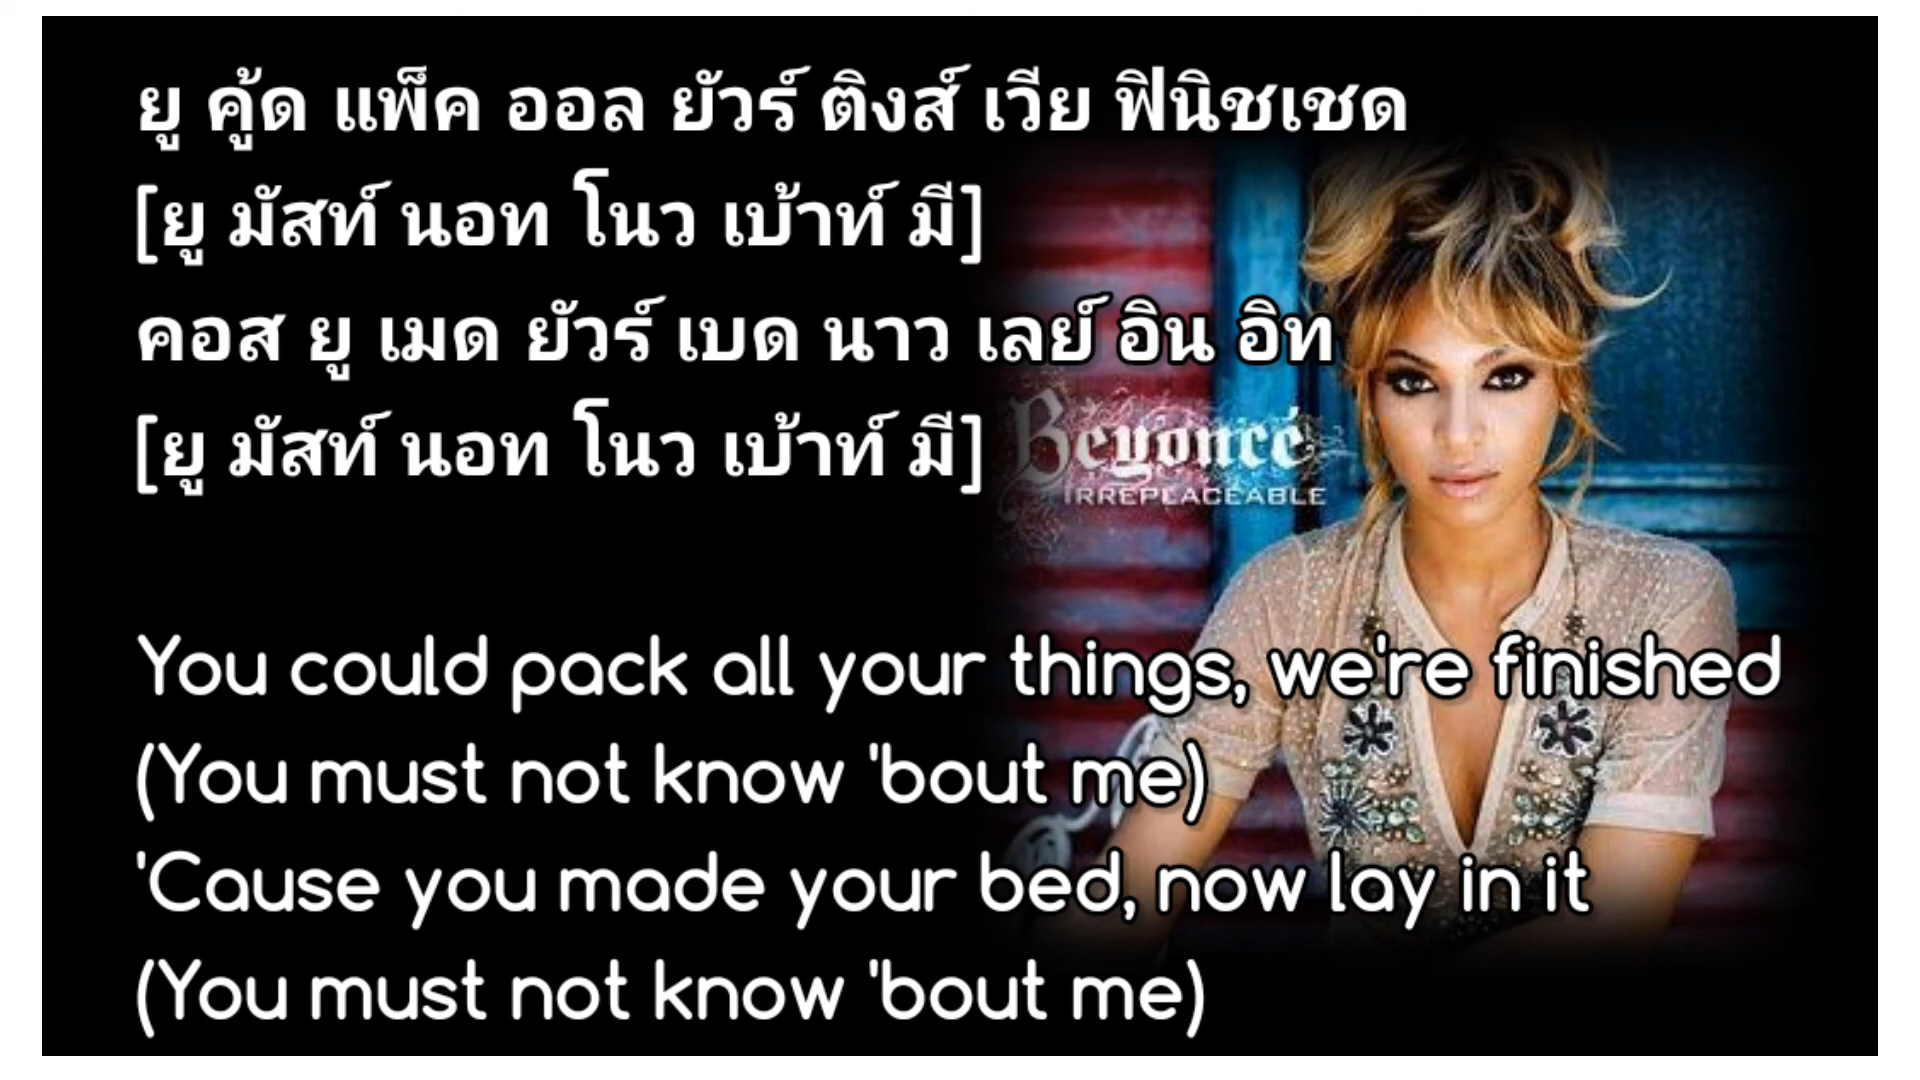 ยู คู้ด แพ็ค ออล ยัวร์ ติงส์ เวีย ฟินิชเชด
[ยู มัสท์ นอท โนว เบ้าท์ มี]
คอส ยู เมด ยัวร์ เบด นาว เลย์ อิน อิท
[ยู มัสท์ นอท โนว เบ้าท์ มี]
Beyoncé
IRREPLACEABLE
You could pack all your things, we're finished
(You must not know 'bout me)
'Cause you made your bed, now lay in it
(You must not know 'bout me)